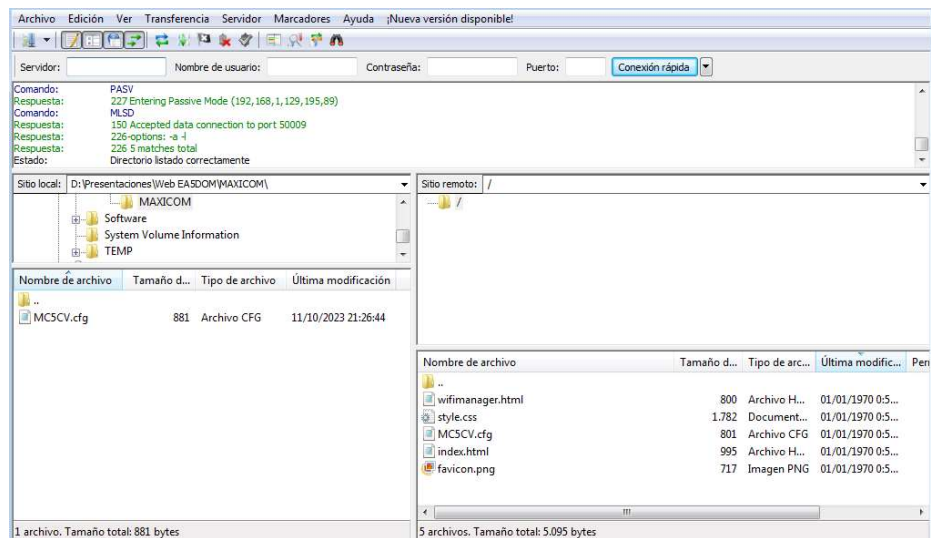 Archivo Edición Ver Transferencia Servidor Marcadores Ayuda ¡Nueva versión disponible!
Servidor: Nombre de usuario: Contraseña: Puerto: Conexión rápida
Comando: PASV
Respuesta: 227 Entering Passive Mode (192,168,1,129,195,89)
Comando: MLSD
Respuesta: 150 Accepted data connection to port 50009
Respuesta: 226-options: -a -l
Respuesta: 226 5 matches total
Estado: Directorio listado correctamente
Sitio local: D:\Presentaciones\Web EA5DOM\MAXICOM\
MAXICOM
Software
System Volume Information
TEMP
Nombre de archivo Tamaño d... Tipo de archivo Última modificación
..
MC5CV.cfg 881 Archivo CFG 11/10/2023 21:26:44
1 archivo. Tamaño total: 881 bytes
Sitio remoto: /
/
Nombre de archivo Tamaño d... Tipo de arc... Última modific... Per
..
wifimanager.html 800 Archivo H... 01/01/1970 0:5...
style.css 1.782 Document... 01/01/1970 0:5...
MC5CV.cfg 801 Archivo CFG 01/01/1970 0:5...
index.html 995 Archivo H... 01/01/1970 0:5...
favicon.png 717 Imagen PNG 01/01/1970 0:5...
5 archivos. Tamaño total: 5.095 bytes